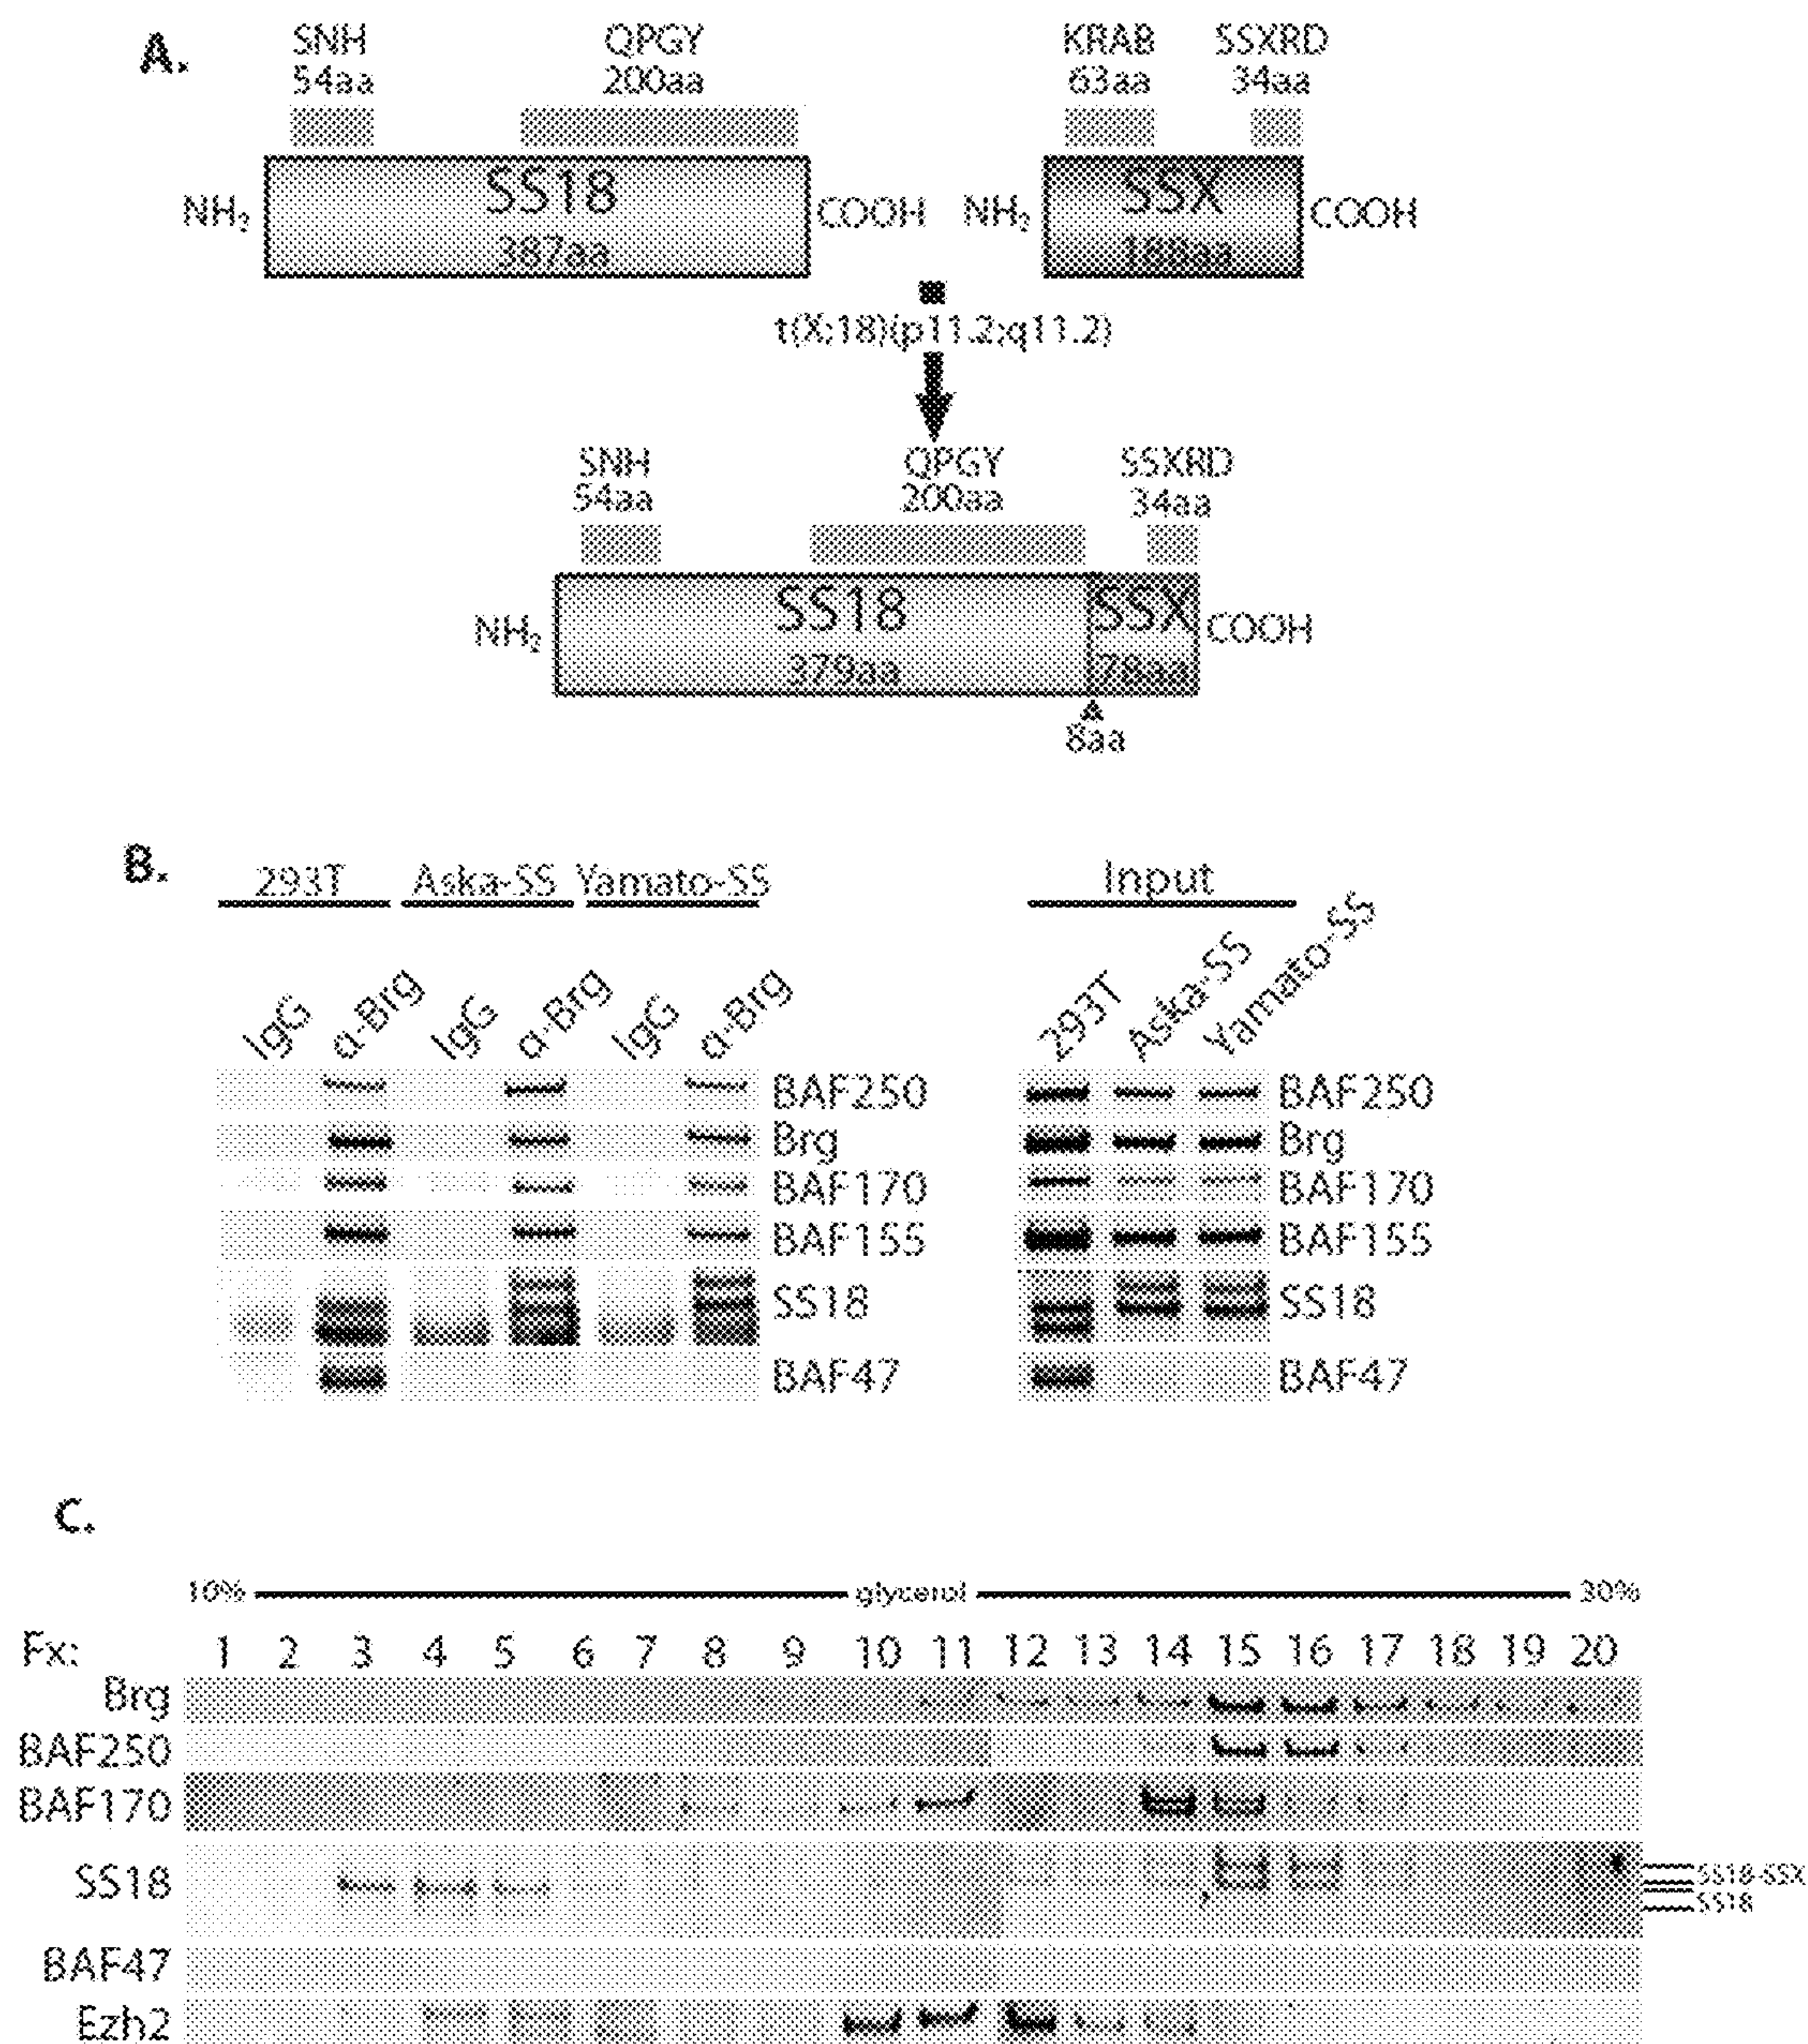 A.
SNH QPGY KRAB SSXRD
54aa 200aa 63aa 34aa
NH₂ SS18 COOH NH₂ SSX COOH
387aa 188aa
t(X;18)(p11.2;q11.2)
SNH QPGY SSXRD
54aa 200aa 34aa
NH₂ SS18 SSX COOH
379aa 78aa
8aa
B.
293T Aska-SS Yamato-SS Input
IgG α-Brg IgG α-Brg IgG α-Brg 293T Aska-SS Yamato-SS
BAF250 BAF250
Brg Brg
BAF170 BAF170
BAF155 BAF155
SS18 SS18
BAF47 BAF47
C.
10% glycerol 30%
Fx: 1 2 3 4 5 6 7 8 9 10 11 12 13 14 15 16 17 18 19 20
Brg
BAF250
BAF170
SS18 SS18-SSX
SS18
BAF47
Ezh2